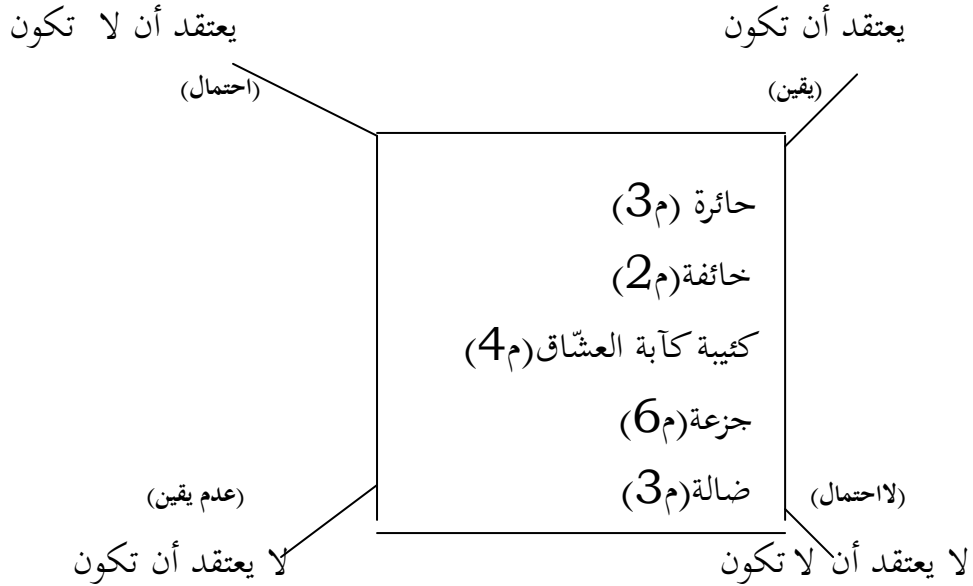 يعتقد أن تكون
يعتقد أن لا تكون
(يقين)
(احتمال)
حائرة (م3)
خائفة(م2)
كئيبة كآبة العشّاق(م4)
جزعة(م6)
ضالة(م3)
(لااحتمال)
(عدم يقين)
لا يعتقد أن لا تكون
لا يعتقد أن تكون